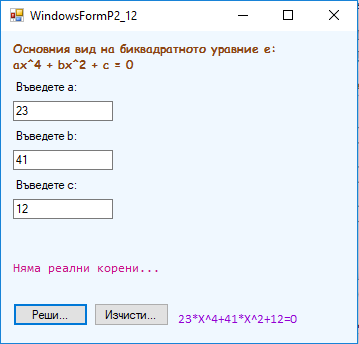 WindowsFormP2_12
Основния вид на биквадратното уравние е:
ax^4 + bx^2 + c = 0
Въведете a:
23
Въведете b:
41
Въведете c:
12
Няма реални корени...
Реши...
Изчисти...
23*X^4+41*X^2+12=0